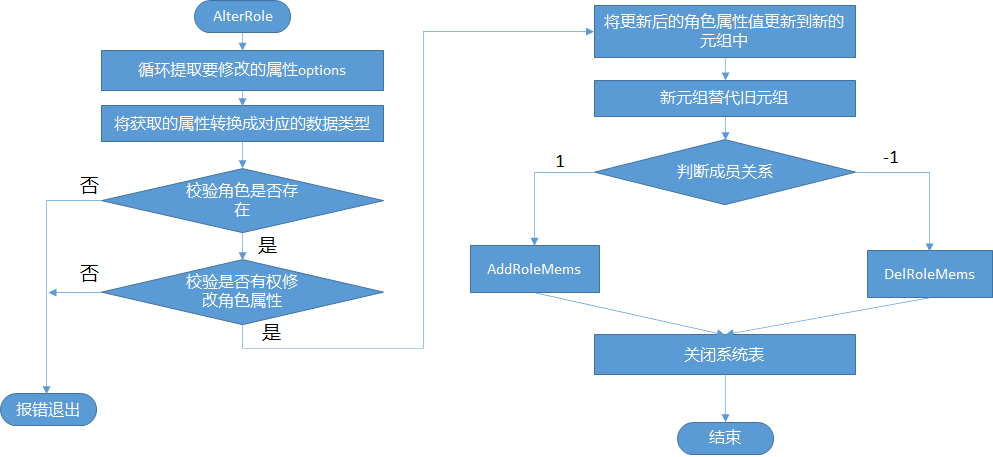 AlterRole
循环提取要修改的属性options
将获取的属性转换成对应的数据类型
校验角色是否存
在
否
是
校验是否有权修
改角色属性
否
是
报错退出
将更新后的角色属性值更新到新的
元组中
新元组替代旧元组
判断成员关系
1
-1
AddRoleMems
DelRoleMems
关闭系统表
结束